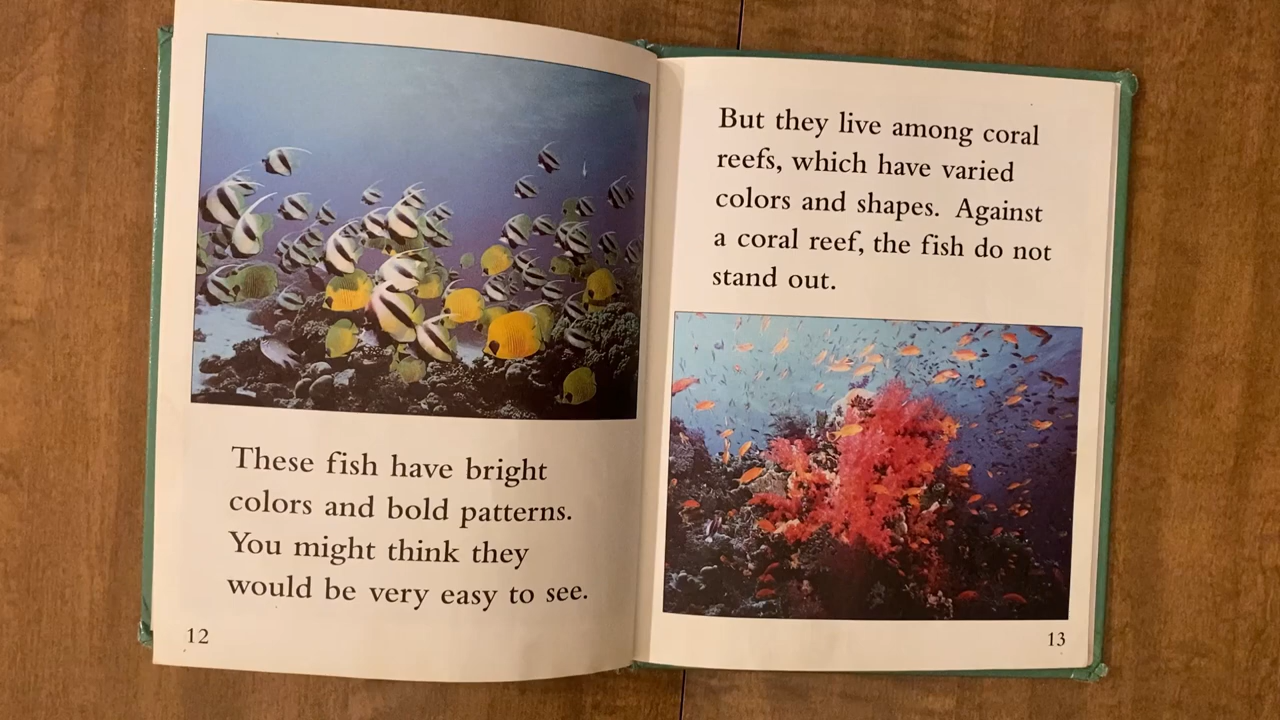 These fish have bright
colors and bold patterns.
You might think they
would be very easy to see.
12
But they live among coral
reefs, which have varied
colors and shapes. Against
a coral reef, the fish do not
stand out.
13